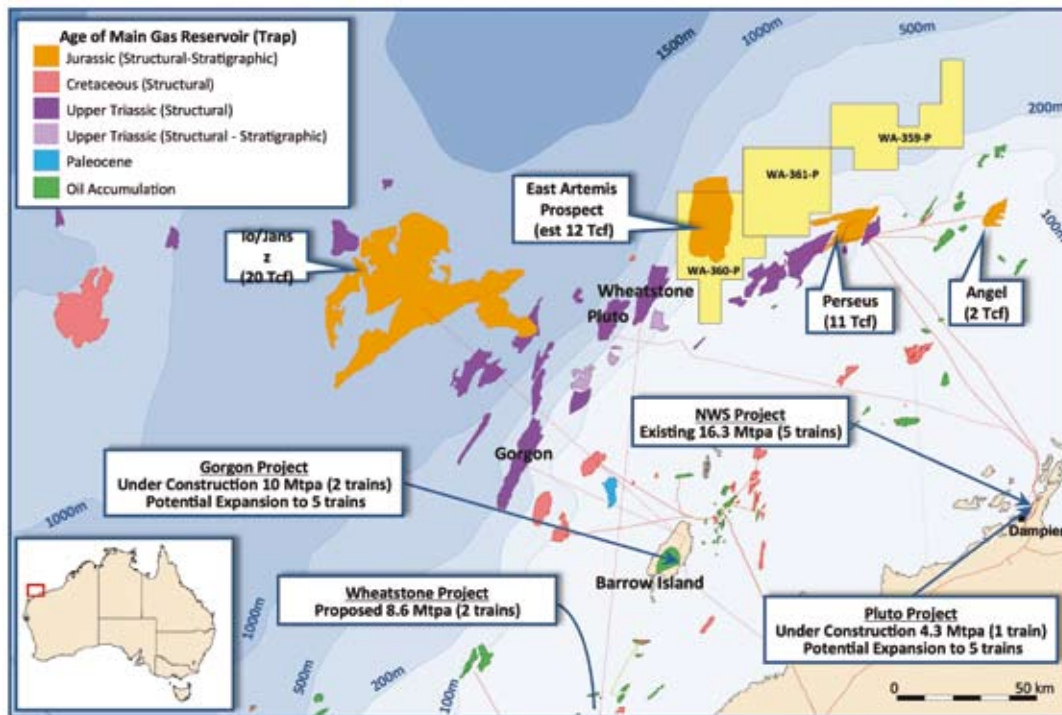 Age of Main Gas Reservoir (Trap)
Jurassic (Structural-Stratigraphic)
Cretaceous (Structural)
Upper Triassic (Structural)
Upper Triassic (Structural - Stratigraphic)
Paleocene
Oil Accumulation
1500m
1000m
500m
200m
100m
WA-359-P
WA-361-P
WA-360-P
East Artemis
Prospect
(est 12 Tcf)
Io/Jans
z
(20 Tcf)
Wheatstone
Pluto
Perseus
(11 Tcf)
Angel
(2 Tcf)
NWS Project
Existing 16.3 Mtpa (5 trains)
Gorgon
Gorgon Project
Under Construction 10 Mtpa (2 trains)
Potential Expansion to 5 trains
1000m
Dampier
Barrow Island
Wheatstone Project
Proposed 8.6 Mtpa (2 trains)
Pluto Project
Under Construction 4.3 Mtpa (1 train)
Potential Expansion to 5 trains
1000m
500m
200m
100m
0 50 km